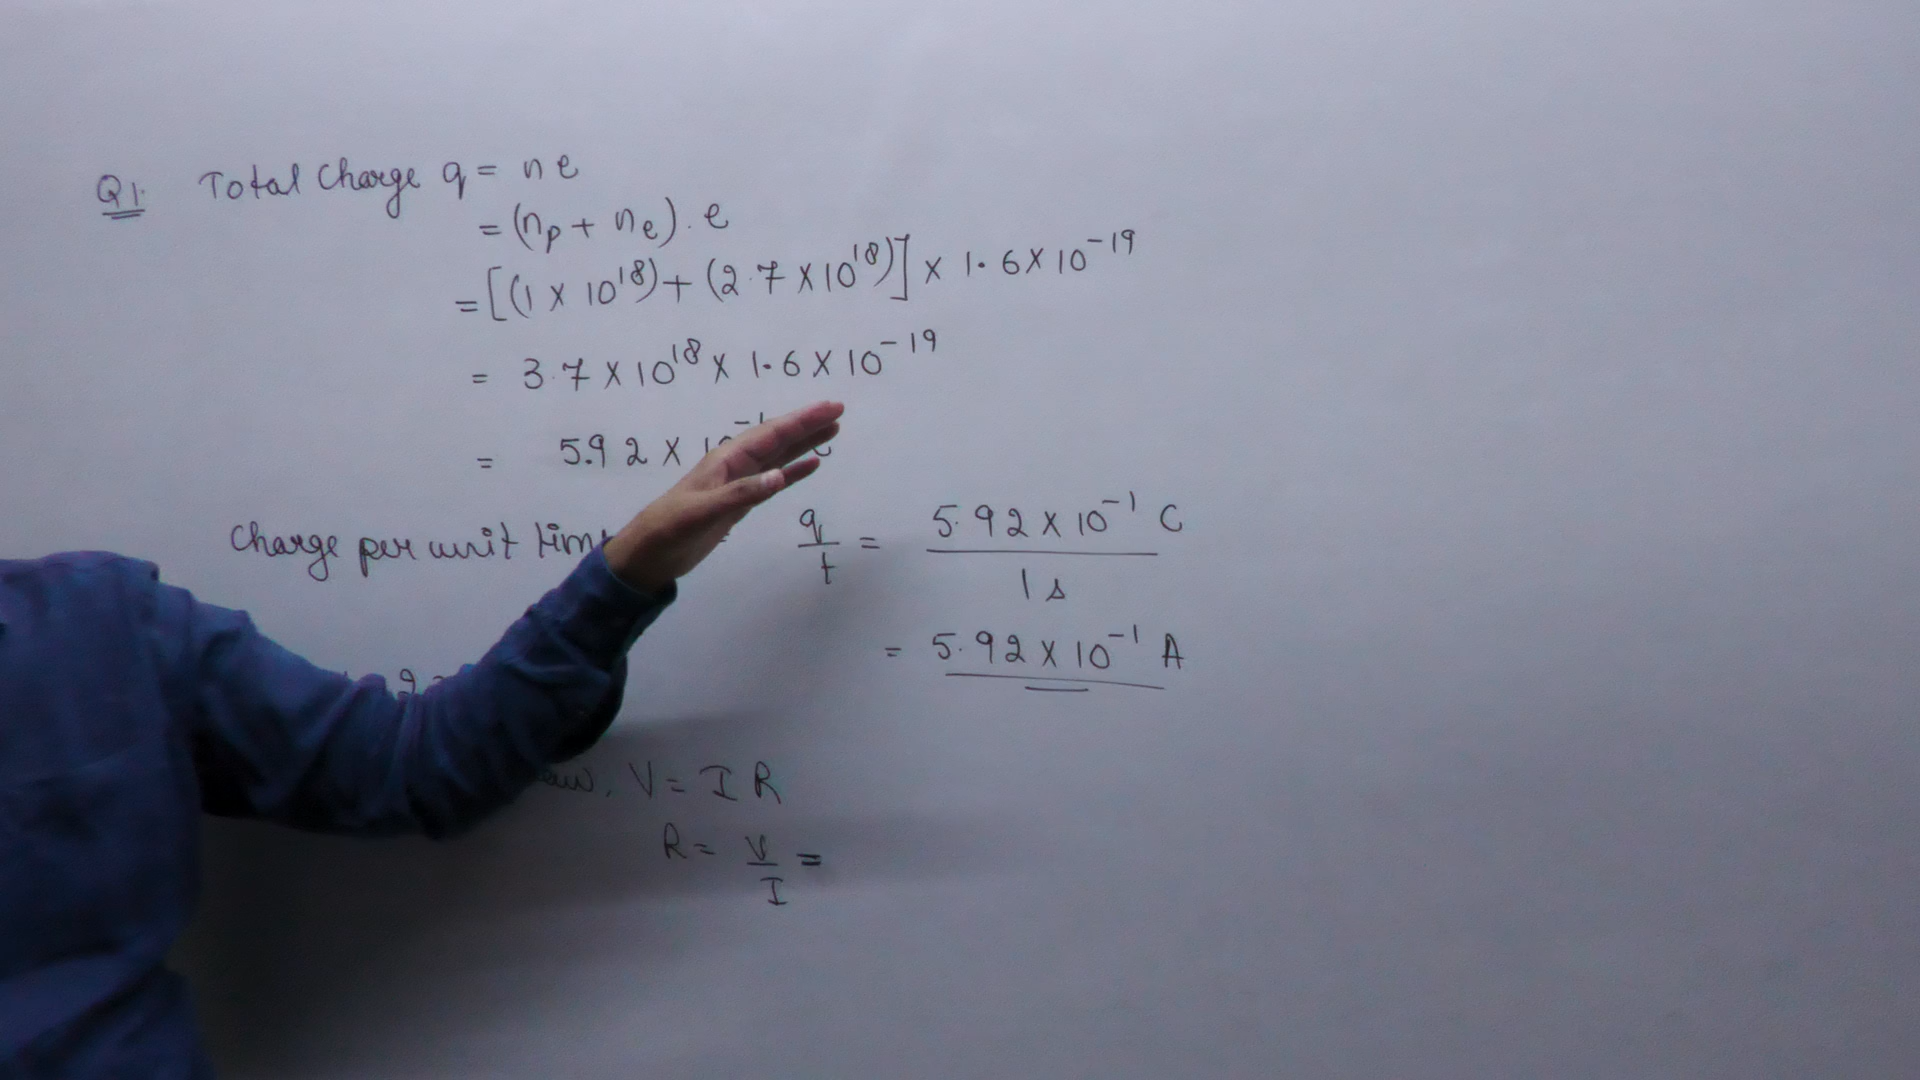 Q1. Total Charge q = ne
= (np + ne). e
= [(1 × 10^18) + (2.7 × 10^18)] × 1.6 × 10^-19
= 3.7 × 10^18 × 1.6 × 10^-19
= 5.92 ×
Charge per unit q/t = 5.92 × 10^-1 C / 1 s
= 5.92 × 10^-1 A
V = I R
R = V/I =